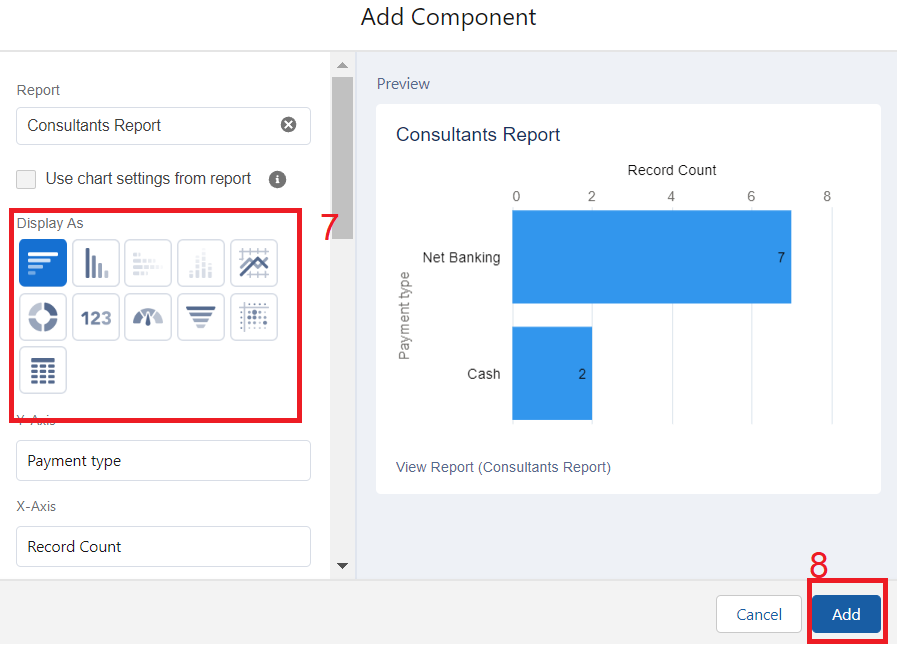 Add Component
Report
Consultants Report
Use chart settings from report
Display As
7
123
Y-Axis
Payment type
X-Axis
Record Count
Preview
Consultants Report
Record Count
0 2 4 6 8
Payment type
Net Banking 7
Cash 2
View Report (Consultants Report)
8
Cancel Add